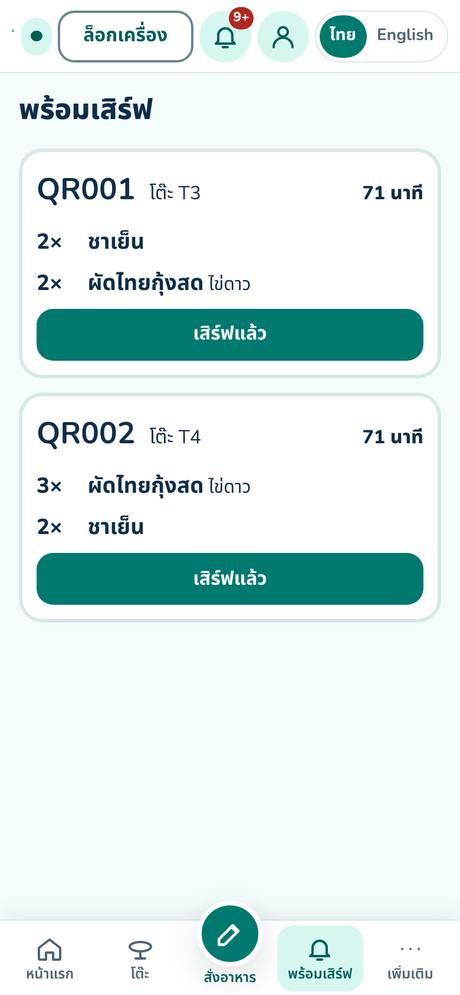 ล็อกเครื่อง 9+ ไทย English
พร้อมเสิร์ฟ
QR001 โต๊ะ T3 71 นาที
2× ชาเย็น
2× ผัดไทยกุ้งสด ไข่ดาว
เสิร์ฟแล้ว
QR002 โต๊ะ T4 71 นาที
3× ผัดไทยกุ้งสด ไข่ดาว
2× ชาเย็น
เสิร์ฟแล้ว
หน้าแรก โต๊ะ สั่งอาหาร พร้อมเสิร์ฟ เพิ่มเติม